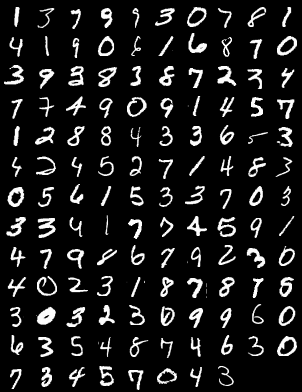 1 3 7 9 9 3 0 7 8 1
4 1 9 0 6 1 6 8 7 0
3 9 3 8 3 8 7 2 3 4
7 7 4 9 0 9 1 4 5 7
1 2 8 8 4 3 3 6 5 3
4 2 4 5 2 7 1 4 8 3
0 5 6 1 5 3 3 7 0 3
3 3 4 1 7 7 4 5 9 1
4 7 9 8 6 7 9 2 3 0
4 0 2 3 1 8 7 8 7 5
3 0 3 2 3 0 9 9 6 0
6 3 5 4 8 7 4 6 3 0
7 3 4 5 7 0 4 3